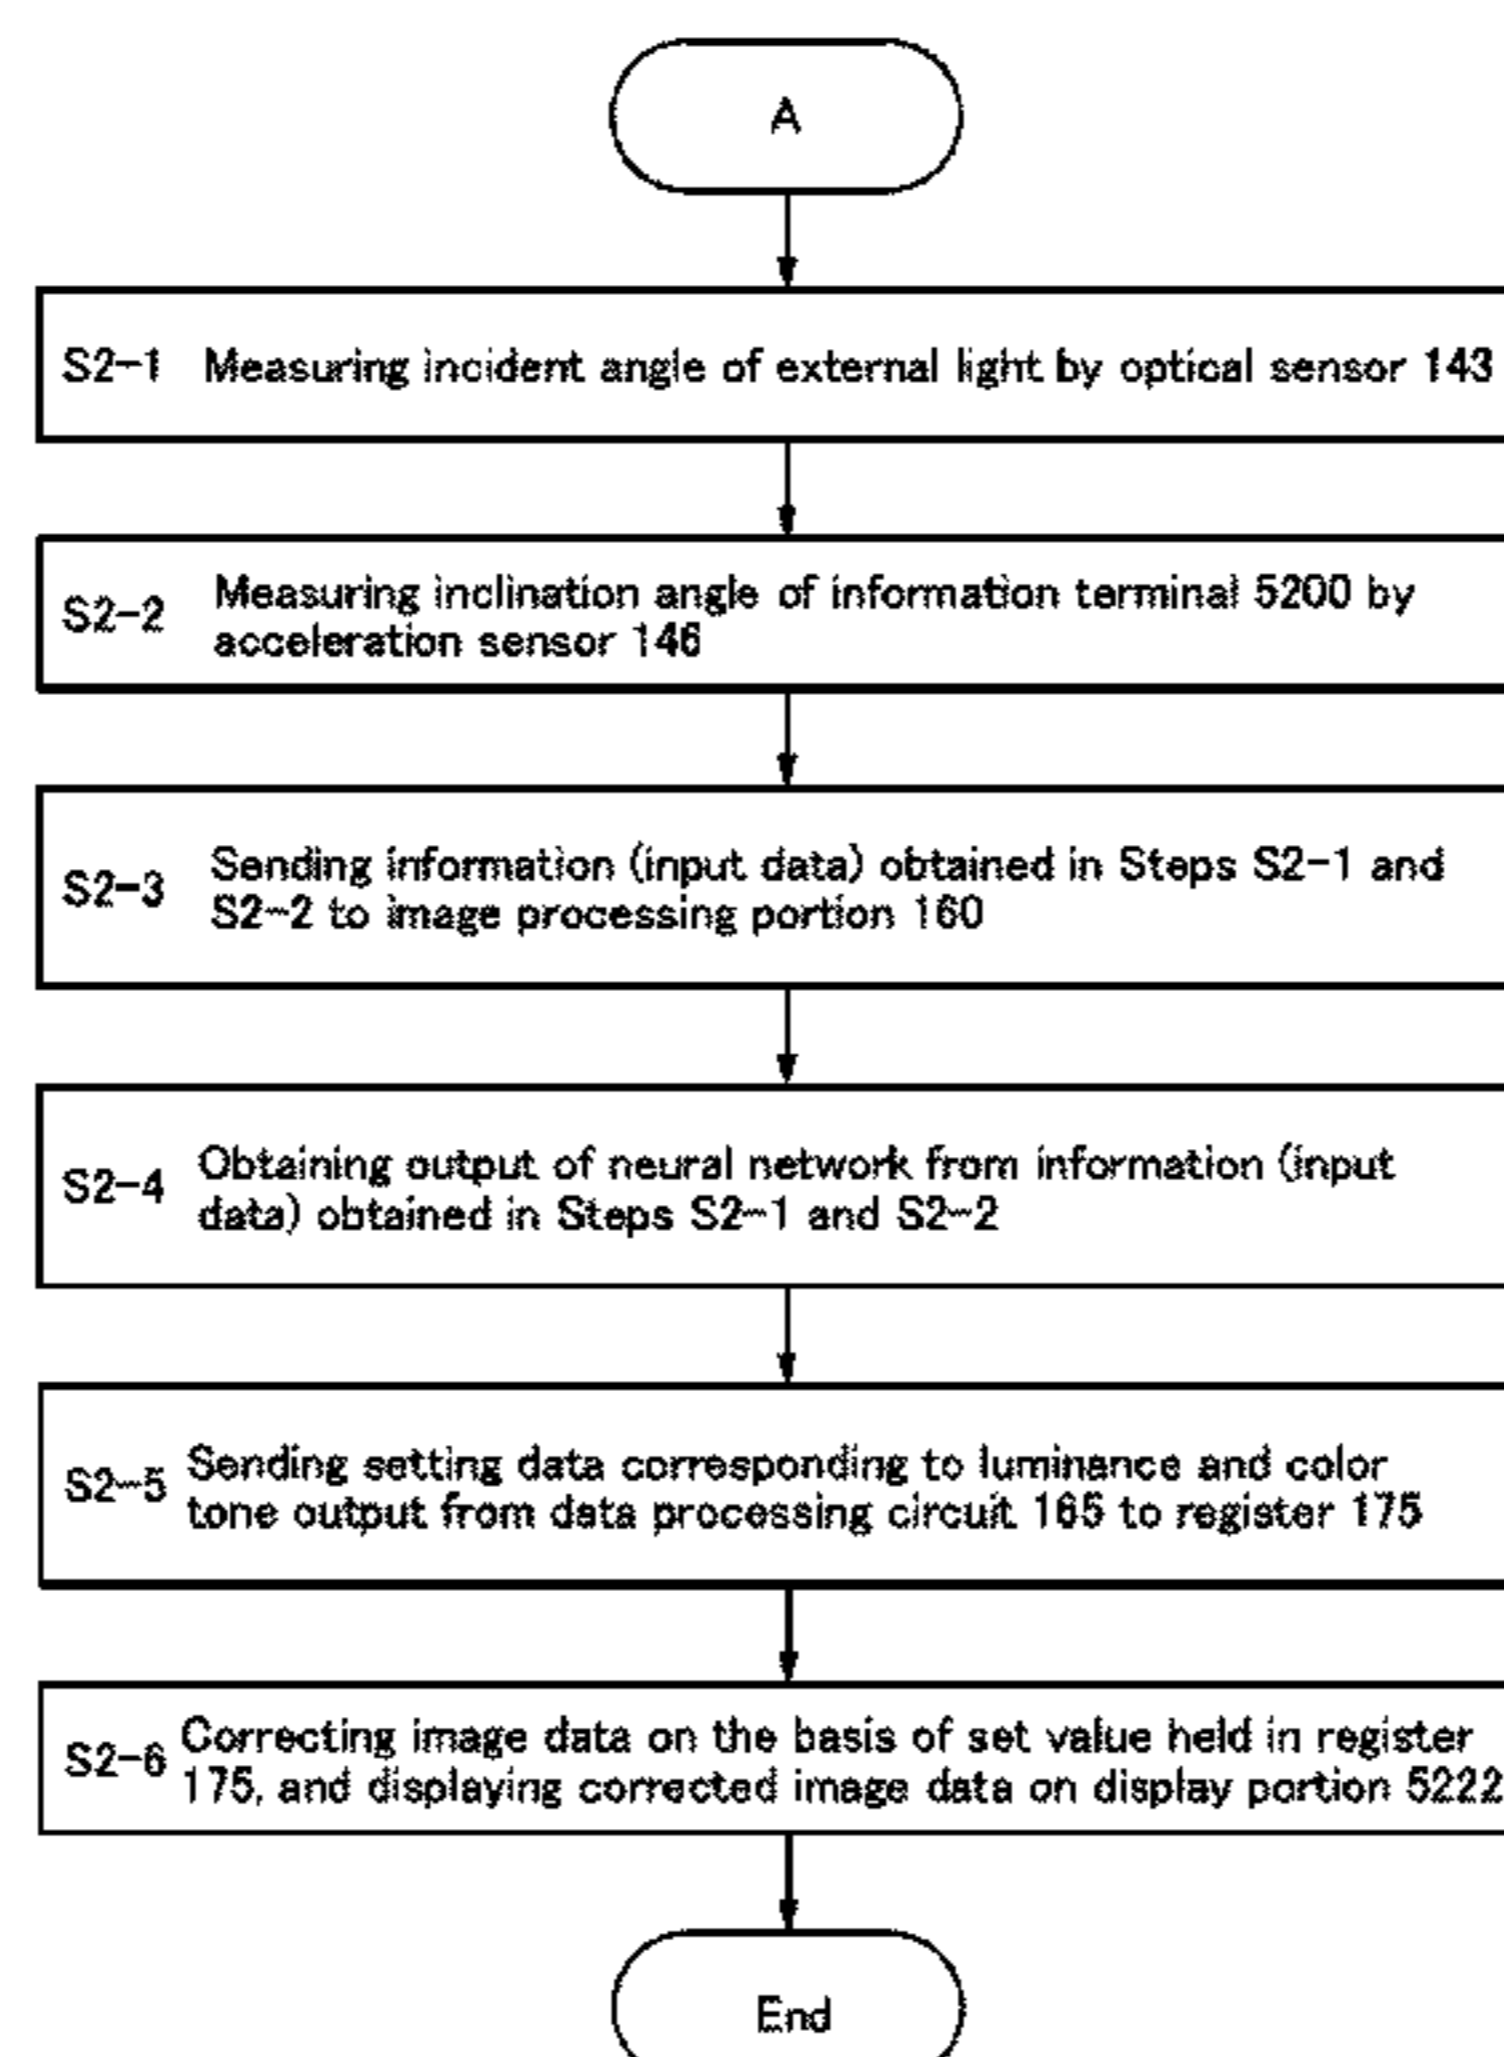 A
S2-1 Measuring incident angle of external light by optical sensor 143
S2-2 Measuring inclination angle of information terminal 5200 by
acceleration sensor 146
S2-3 Sending information (input data) obtained in Steps S2-1 and
S2-2 to image processing portion 160
S2-4 Obtaining output of neural network from information (input
data) obtained in Steps S2-1 and S2-2
S2-5 Sending setting data corresponding to luminance and color
tone output from data processing circuit 165 to register 175
S2-6 Correcting image data on the basis of set value held in register
175, and displaying corrected image data on display portion 5222
End